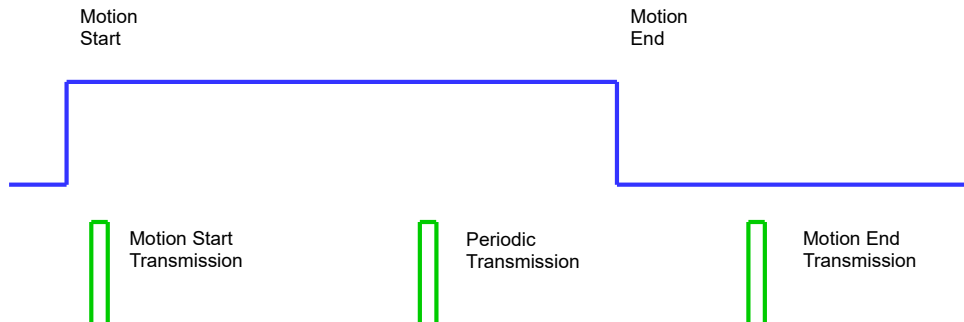 Motion
Start
Motion
End
Motion Start
Transmission
Periodic
Transmission
Motion End
Transmission